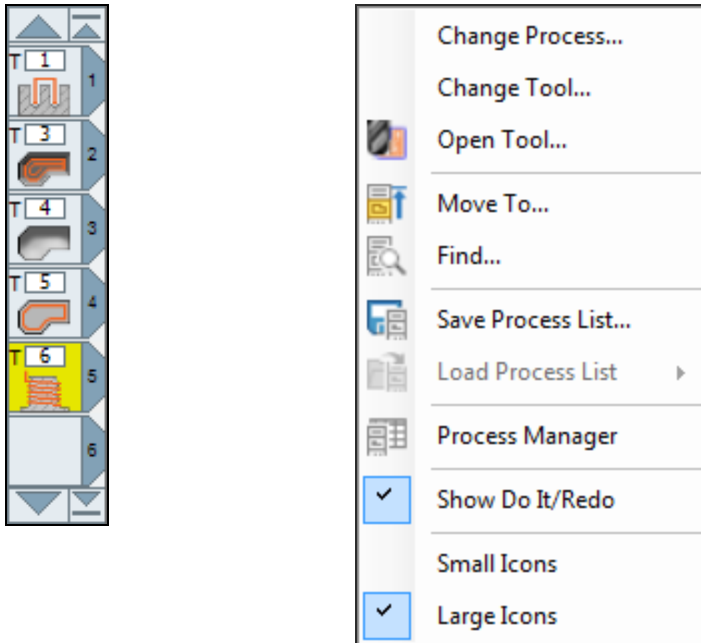 T 1
1
T 3
2
T 4
3
T 5
4
T 6
5
6
Change Process...
Change Tool...
Open Tool...
Move To...
Find...
Save Process List...
Load Process List
Process Manager
Show Do It/Redo
Small Icons
Large Icons